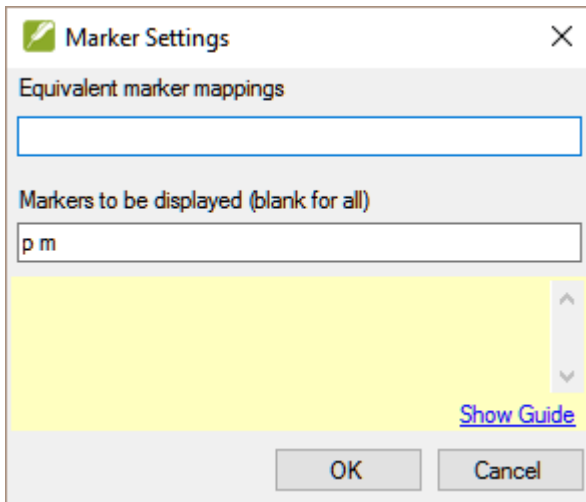 Marker Settings
Equivalent marker mappings
Markers to be displayed (blank for all)
p m
Show Guide
OK Cancel